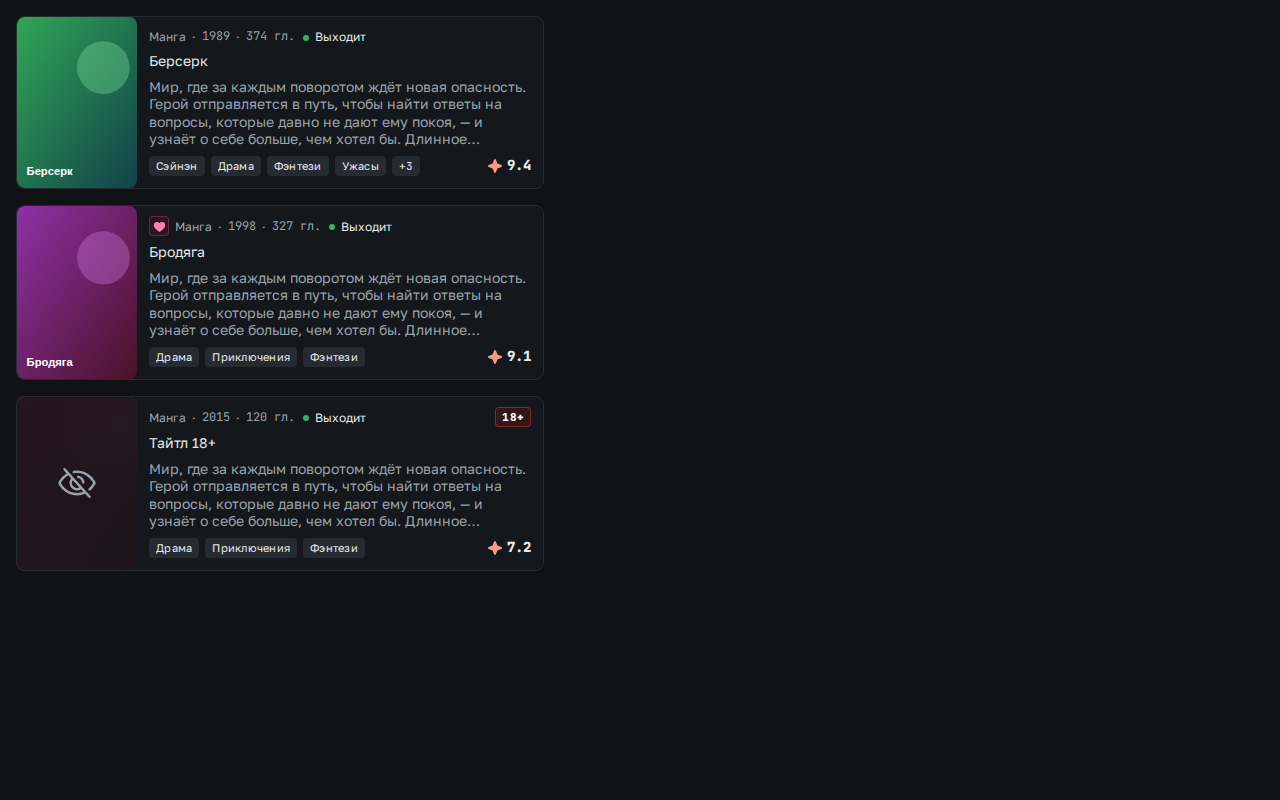 Манга · 1989 · 374 гл. Выходит
Берсерк
Мир, где за каждым поворотом ждёт новая опасность.
Герой отправляется в путь, чтобы найти ответы на
вопросы, которые давно не дают ему покоя, — и
узнаёт о себе больше, чем хотел бы. Длинное…
Берсерк
Сэйнэн Драма Фэнтези Ужасы +3 9.4
Манга · 1998 · 327 гл. Выходит
Бродяга
Мир, где за каждым поворотом ждёт новая опасность.
Герой отправляется в путь, чтобы найти ответы на
вопросы, которые давно не дают ему покоя, — и
узнаёт о себе больше, чем хотел бы. Длинное…
Бродяга
Драма Приключения Фэнтези 9.1
Манга · 2015 · 120 гл. Выходит 18+
Тайтл 18+
Мир, где за каждым поворотом ждёт новая опасность.
Герой отправляется в путь, чтобы найти ответы на
вопросы, которые давно не дают ему покоя, — и
узнаёт о себе больше, чем хотел бы. Длинное…
Драма Приключения Фэнтези 7.2